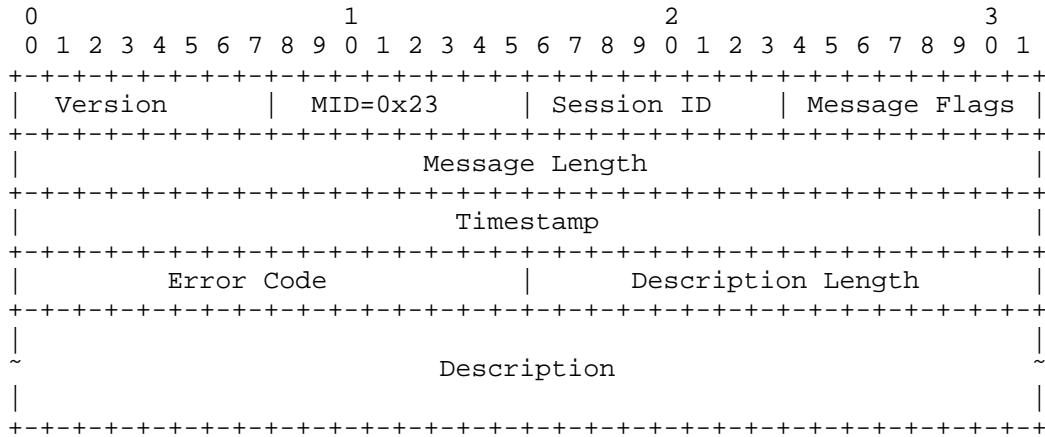 0                   1                   2                   3
 0 1 2 3 4 5 6 7 8 9 0 1 2 3 4 5 6 7 8 9 0 1 2 3 4 5 6 7 8 9 0 1
+-+-+-+-+-+-+-+-+-+-+-+-+-+-+-+-+-+-+-+-+-+-+-+-+-+-+-+-+-+-+-+-+
|  Version      |  MID=0x23     | Session ID    | Message Flags |
+-+-+-+-+-+-+-+-+-+-+-+-+-+-+-+-+-+-+-+-+-+-+-+-+-+-+-+-+-+-+-+-+
|                        Message Length                         |
+-+-+-+-+-+-+-+-+-+-+-+-+-+-+-+-+-+-+-+-+-+-+-+-+-+-+-+-+-+-+-+-+
|                          Timestamp                            |
+-+-+-+-+-+-+-+-+-+-+-+-+-+-+-+-+-+-+-+-+-+-+-+-+-+-+-+-+-+-+-+-+
|         Error Code            |      Description Length       |
+-+-+-+-+-+-+-+-+-+-+-+-+-+-+-+-+-+-+-+-+-+-+-+-+-+-+-+-+-+-+-+-+
|                                                               |
~                         Description                           ~
|                                                               |
+-+-+-+-+-+-+-+-+-+-+-+-+-+-+-+-+-+-+-+-+-+-+-+-+-+-+-+-+-+-+-+-+